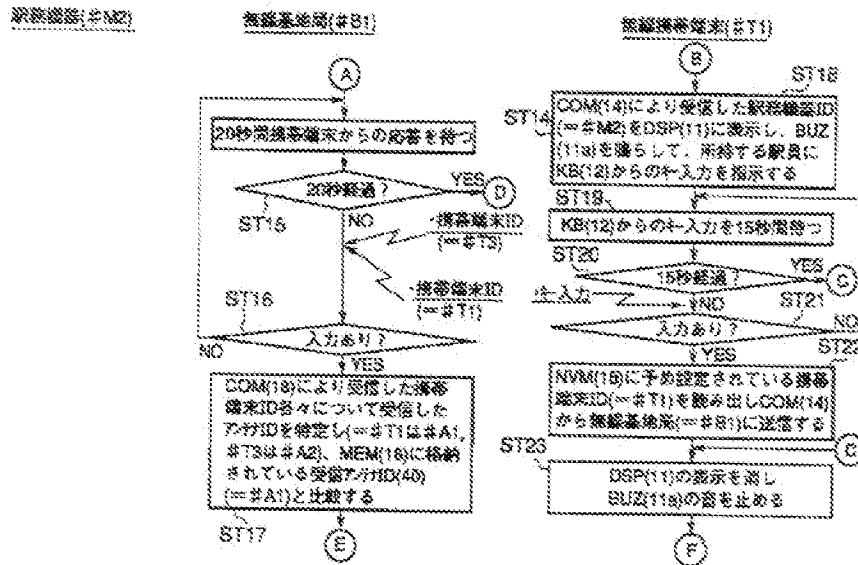 駅務機器(#M2)
無線基地局(#B1)
無線携帯端末(#T1)
A
20秒間携帯端末からの応答を待つ
20秒経過?
YES
D
ST15
NO
携帯端末ID
(=#T3)
携帯端末ID
(=#T1)
ST16
入力あり?
NO
YES
COM(18)により受信した携帯
端末ID各々について受信した
アンテナIDを特定し(=#T1は#A1,
#T3は#A2)、MEM(16)に格納
されている受信アンテナID(40)
(=#A1)と比較する
ST17
E
B
ST18
ST14
COM(14)により受信した駅務機器ID
(=#M2)をDSP(11)に表示し、BUZ
(11a)を鳴らして、所持する駅員に
KB(12)からのキー入力を指示する
ST19
KB(12)からのキー入力を15秒間待つ
ST20
15秒経過?
YES
C
キー入力
NO
ST21
入力あり?
NO
YES
ST22
NVM(15)に予め設定されている携帯
端末ID(=#T1)を読み出しCOM(14)
から無線基地局(=#B1)に送信する
ST23
C
DSP(11)の表示を消し
BUZ(11a)の音を止める
F